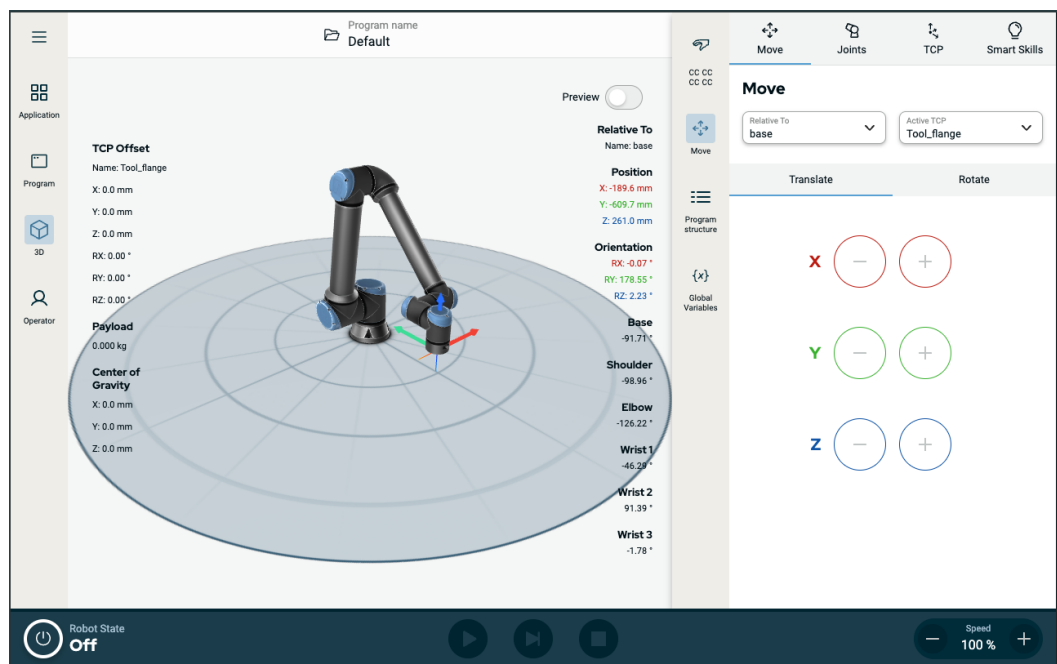 Program name
Default
Application
Program
3D
Operator
Preview
TCP Offset
Name: Tool_flange
X: 0.0 mm
Y: 0.0 mm
Z: 0.0 mm
RX: 0.00 °
RY: 0.00 °
RZ: 0.00 °
Payload
0.000 kg
Center of
Gravity
X: 0.0 mm
Y: 0.0 mm
Z: 0.0 mm
Relative To
Name: base
Position
X: -189.6 mm
Y: -609.7 mm
Z: 261.0 mm
Orientation
RX: -0.07 °
RY: 178.55 °
RZ: 2.23 °
Base
-91.71 °
Shoulder
-98.96 °
Elbow
-126.22 °
Wrist 1
-46.28 °
Wrist 2
91.39 °
Wrist 3
-1.78 °
CC CC
CC CC
Move
Program
structure
{x}
Global
Variables
Move
Joints
TCP
Smart Skills
Move
Relative To
base
Active TCP
Tool_flange
Translate
Rotate
X − +
Y − +
Z − +
Robot State
Off
Speed
− 100 % +